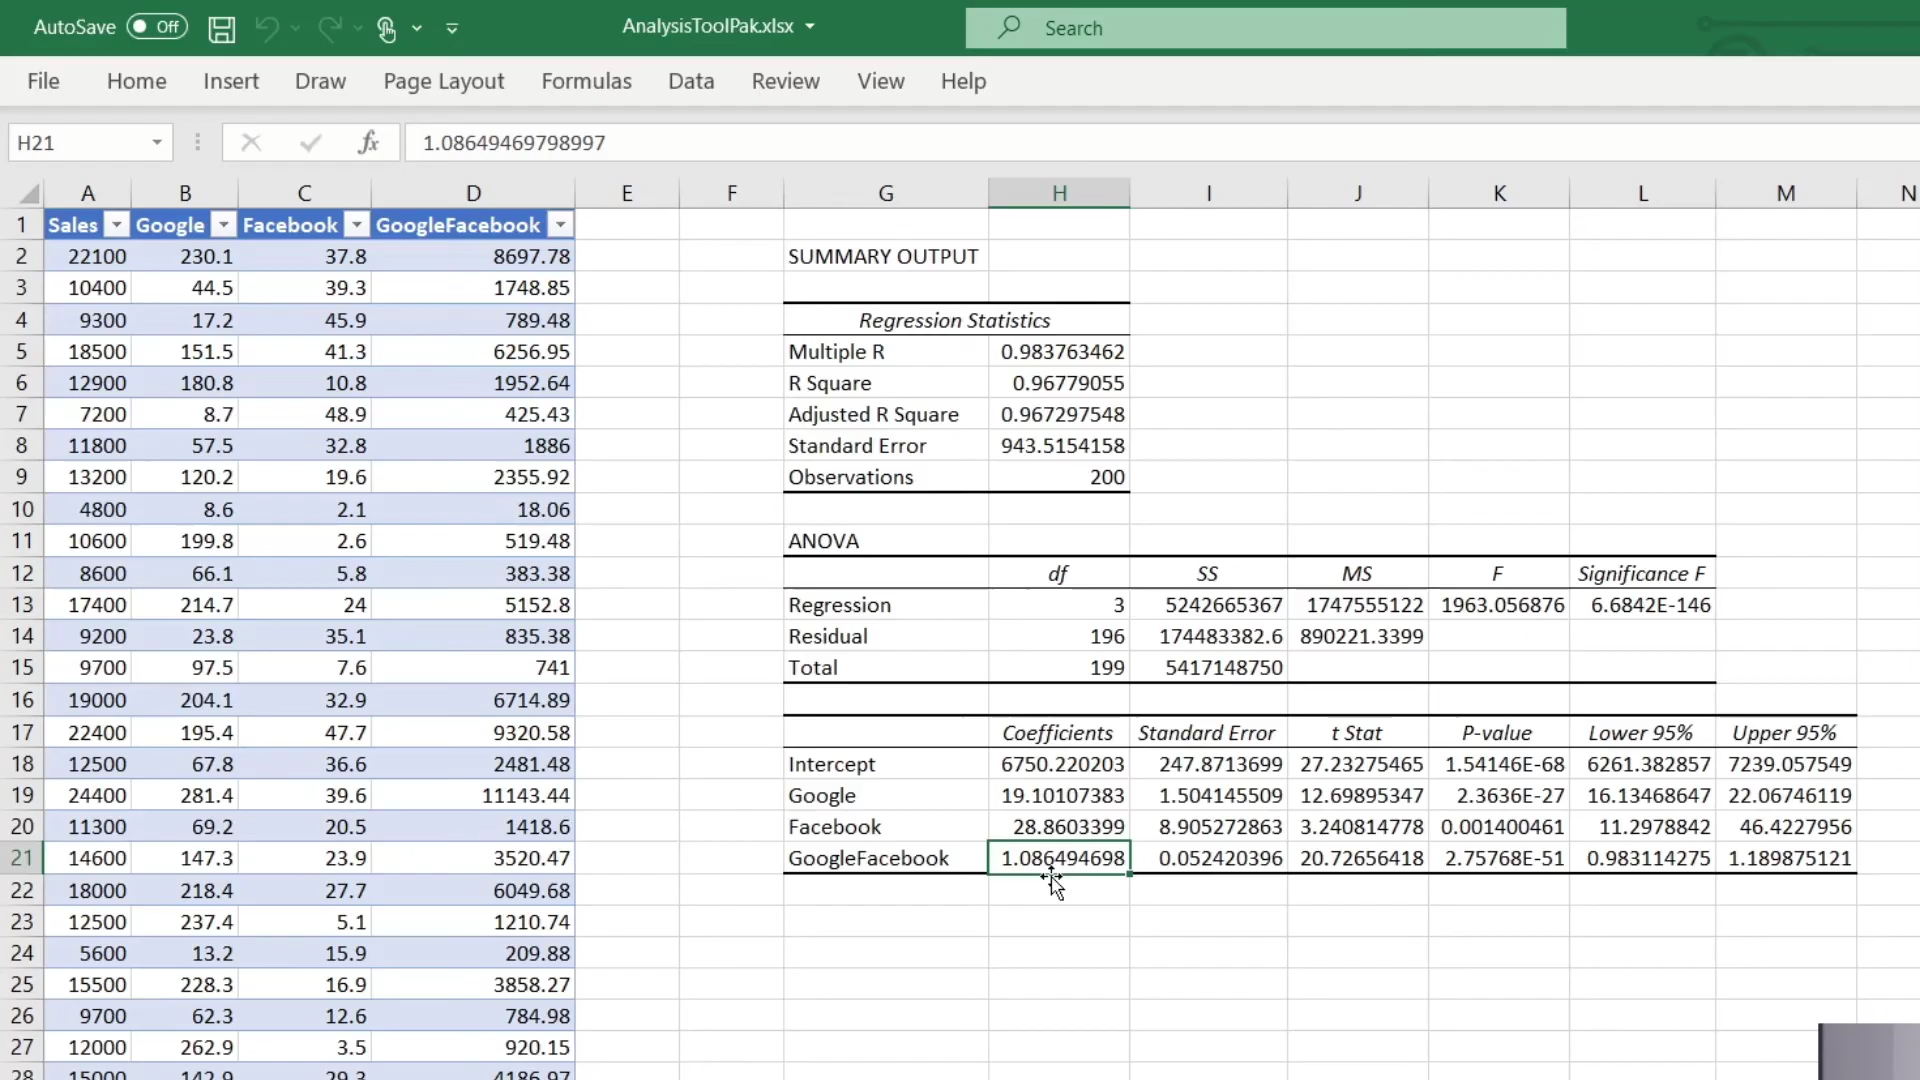 AutoSave Off AnalysisToolPak.xlsx Search
File Home Insert Draw Page Layout Formulas Data Review View Help
H21 fx 1.08649469798997
A B C D E F G H I J K L M N
1 Sales Google Facebook GoogleFacebook
2 22100 230.1 37.8 8697.78 SUMMARY OUTPUT
3 10400 44.5 39.3 1748.85
4 9300 17.2 45.9 789.48 Regression Statistics
5 18500 151.5 41.3 6256.95 Multiple R 0.983763462
6 12900 180.8 10.8 1952.64 R Square 0.96779055
7 7200 8.7 48.9 425.43 Adjusted R Square 0.967297548
8 11800 57.5 32.8 1886 Standard Error 943.5154158
9 13200 120.2 19.6 2355.92 Observations 200
10 4800 8.6 2.1 18.06
11 10600 199.8 2.6 519.48 ANOVA
12 8600 66.1 5.8 383.38 df SS MS F Significance F
13 17400 214.7 24 5152.8 Regression 3 5242665367 1747555122 1963.056876 6.6842E-146
14 9200 23.8 35.1 835.38 Residual 196 174483382.6 890221.3399
15 9700 97.5 7.6 741 Total 199 5417148750
16 19000 204.1 32.9 6714.89
17 22400 195.4 47.7 9320.58 Coefficients Standard Error t Stat P-value Lower 95% Upper 95%
18 12500 67.8 36.6 2481.48 Intercept 6750.220203 247.8713699 27.23275465 1.54146E-68 6261.382857 7239.057549
19 24400 281.4 39.6 11143.44 Google 19.10107383 1.504145509 12.69895347 2.3636E-27 16.13468647 22.06746119
20 11300 69.2 20.5 1418.6 Facebook 28.8603399 8.905272863 3.240814778 0.001400461 11.2978842 46.4227956
21 14600 147.3 23.9 3520.47 GoogleFacebook 1.086494698 0.052420396 20.72656418 2.75768E-51 0.983114275 1.189875121
22 18000 218.4 27.7 6049.68
23 12500 237.4 5.1 1210.74
24 5600 13.2 15.9 209.88
25 15500 228.3 16.9 3858.27
26 9700 62.3 12.6 784.98
27 12000 262.9 3.5 920.15
28 15000 142.9 29.3 4186.97